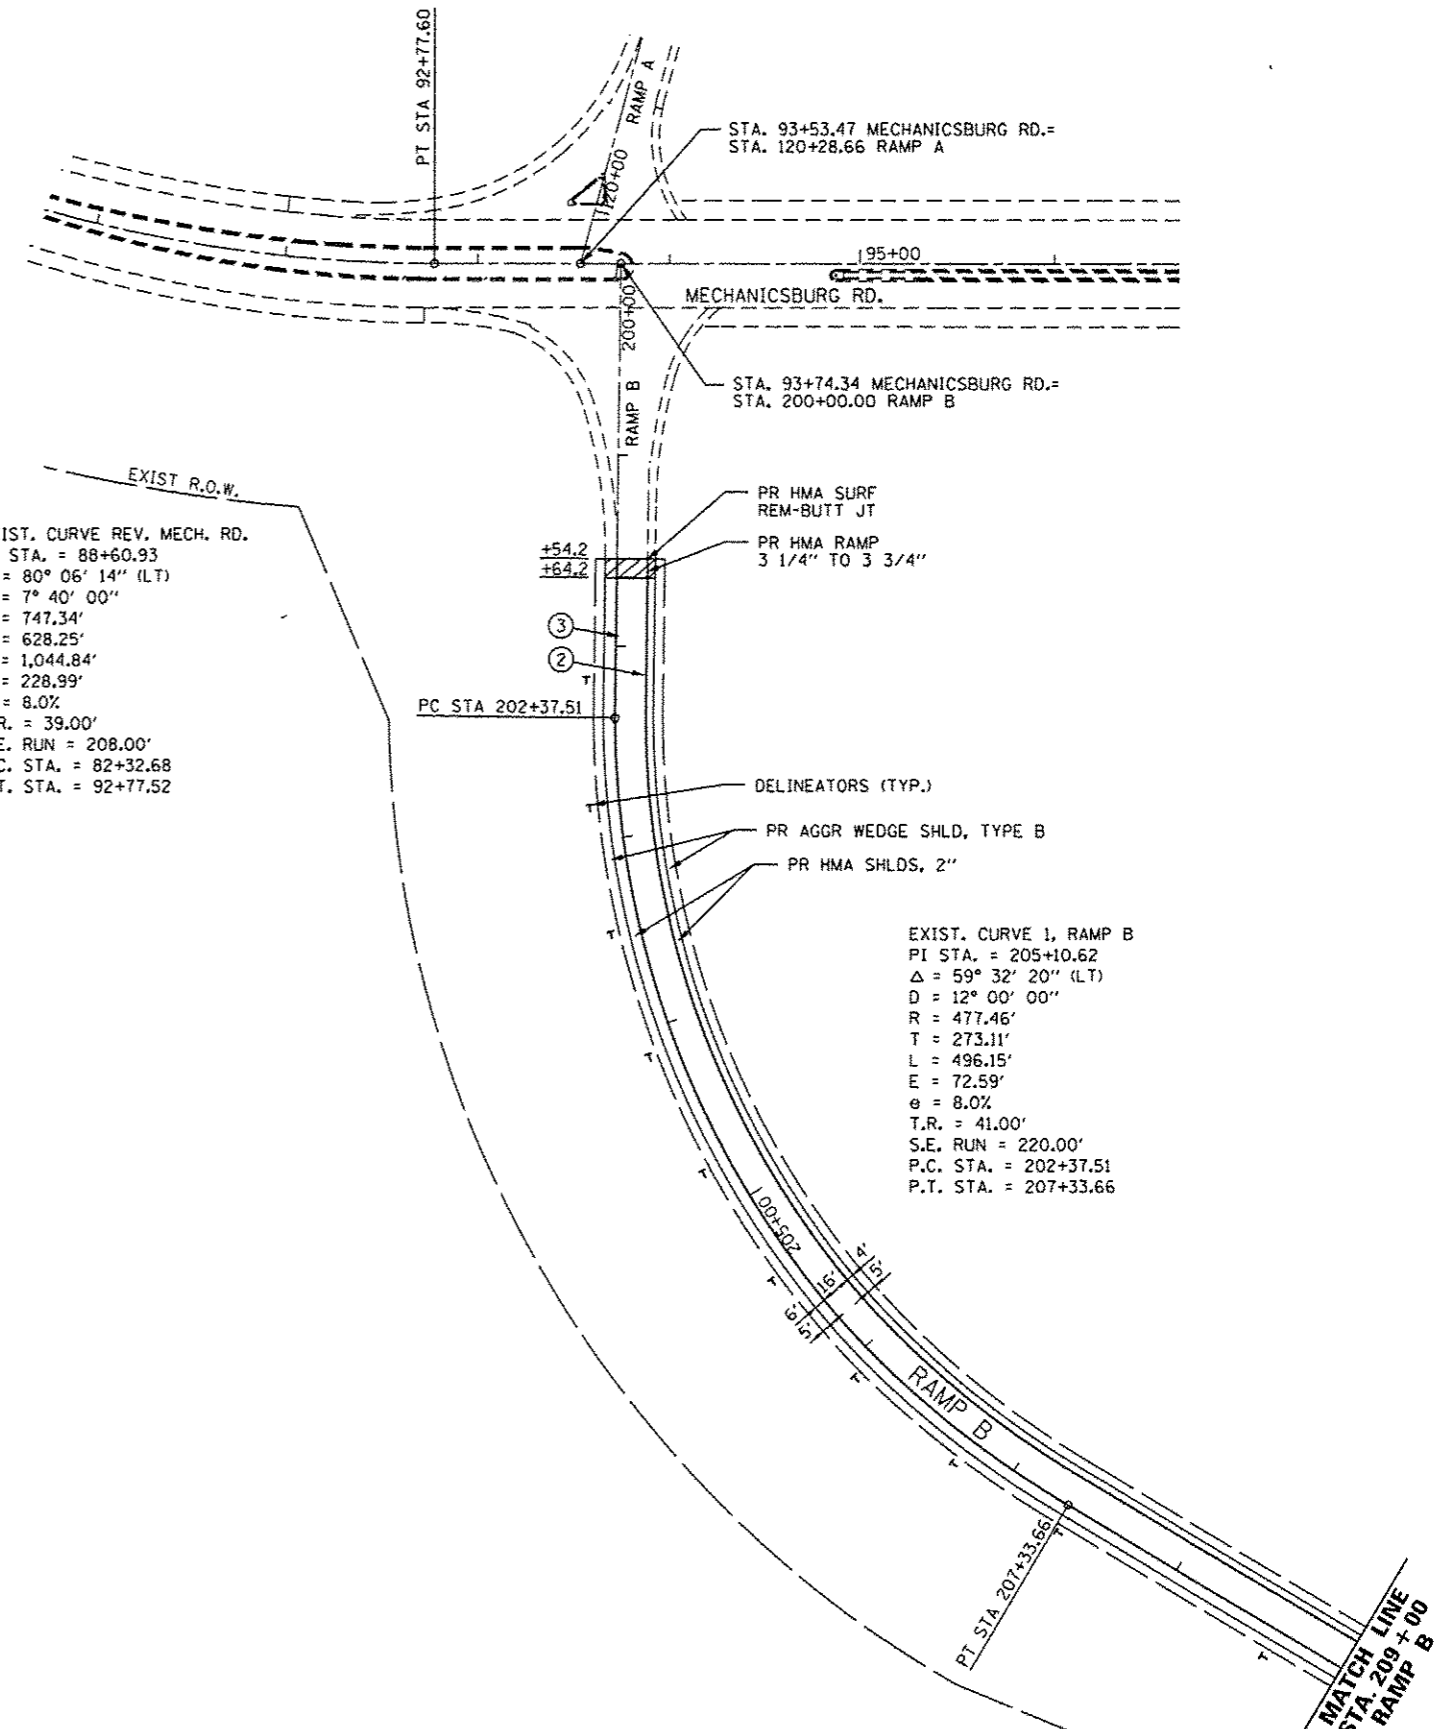 PT STA 92+77.60
RAMP A
120+00
STA. 93+53.47 MECHANICSBURG RD.=
STA. 120+28.66 RAMP A
95+00
MECHANICSBURG RD.
200+00
RAMP B
STA. 93+74.34 MECHANICSBURG RD.=
STA. 200+00.00 RAMP B
EXIST R.O.W.
IST. CURVE REV. MECH. RD.
STA. = 88+60.93
= 80° 06' 14" (LT)
= 7° 40' 00"
= 747.34'
= 628.25'
= 1,044.84'
= 228.99'
= 8.0%
R. = 39.00'
E. RUN = 208.00'
C. STA. = 82+32.68
T. STA. = 92+77.52
PR HMA SURF
REM-BUTT JT
PR HMA RAMP
3 1/4" TO 3 3/4"
+54.2
+64.2
3
2
PC STA 202+37.51
DELINEATORS (TYP.)
PR AGGR WEDGE SHLD, TYPE B
PR HMA SHLDS, 2"
EXIST. CURVE 1, RAMP B
PI STA. = 205+10.62
Δ = 59° 32' 20" (LT)
D = 12° 00' 00"
R = 477.46'
T = 273.11'
L = 496.15'
E = 72.59'
e = 8.0%
T.R. = 41.00'
S.E. RUN = 220.00'
P.C. STA. = 202+37.51
P.T. STA. = 207+33.66
205+00
4'
5'
16'
6'
5'
RAMP B
PT STA 207+33.66
MATCH LINE
STA. 209+00
RAMP B